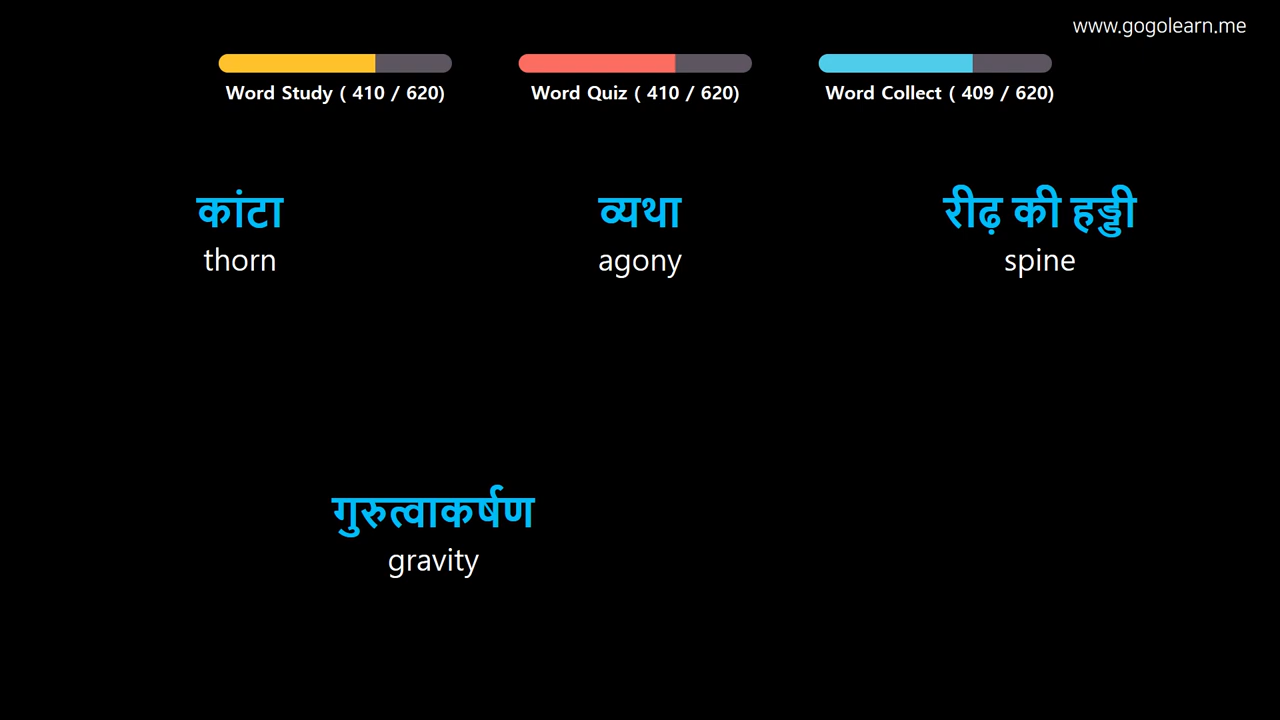 www.gogolearn.me
Word Study ( 410 / 620)
Word Quiz ( 410 / 620)
Word Collect ( 409 / 620)
कांटा
thorn
व्यथा
agony
रीढ़ की हड्डी
spine
गुरुत्वाकर्षण
gravity